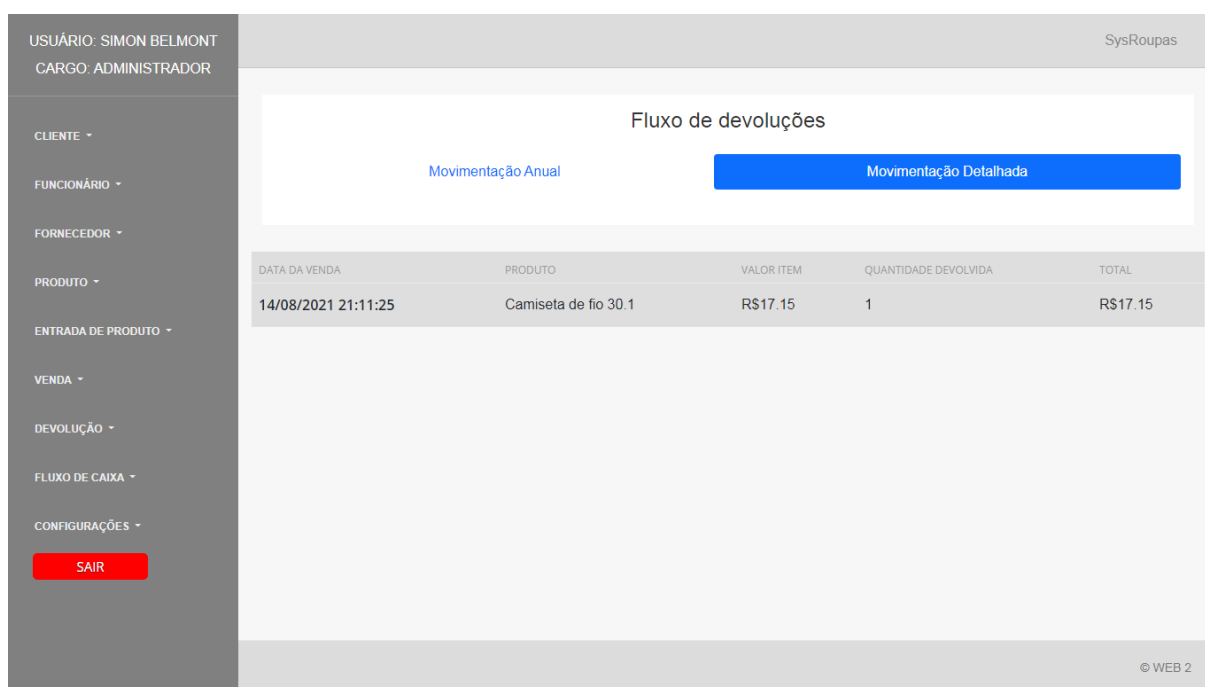 USUÁRIO: SIMON BELMONT
CARGO: ADMINISTRADOR
SysRoupas
CLIENTE
FUNCIONÁRIO
FORNECEDOR
PRODUTO
ENTRADA DE PRODUTO
VENDA
DEVOLUÇÃO
FLUXO DE CAIXA
CONFIGURAÇÕES
SAIR
Fluxo de devoluções
Movimentação Anual Movimentação Detalhada
DATA DA VENDA PRODUTO VALOR ITEM QUANTIDADE DEVOLVIDA TOTAL
14/08/2021 21:11:25 Camiseta de fio 30.1 R$17.15 1 R$17.15
© WEB 2